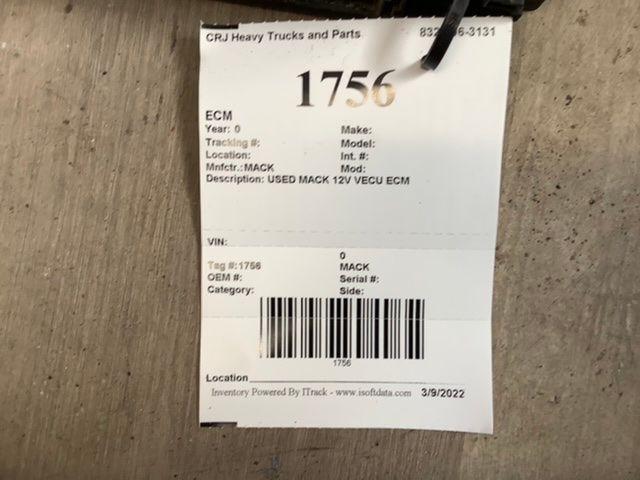 CRJ Heavy Trucks and Parts 6-3131
1756
ECM
Year: 0 Make:
Tracking #: Model:
Location: Int. #:
Mnfctr.: MACK Mod:
Description: USED MACK 12V VECU ECM
VIN:
0
Tag #: 1756 MACK
OEM #: Serial #:
Category: Side:
1756
Location
Inventory Powered By ITrack - www.isoftdata.com 3/9/2022